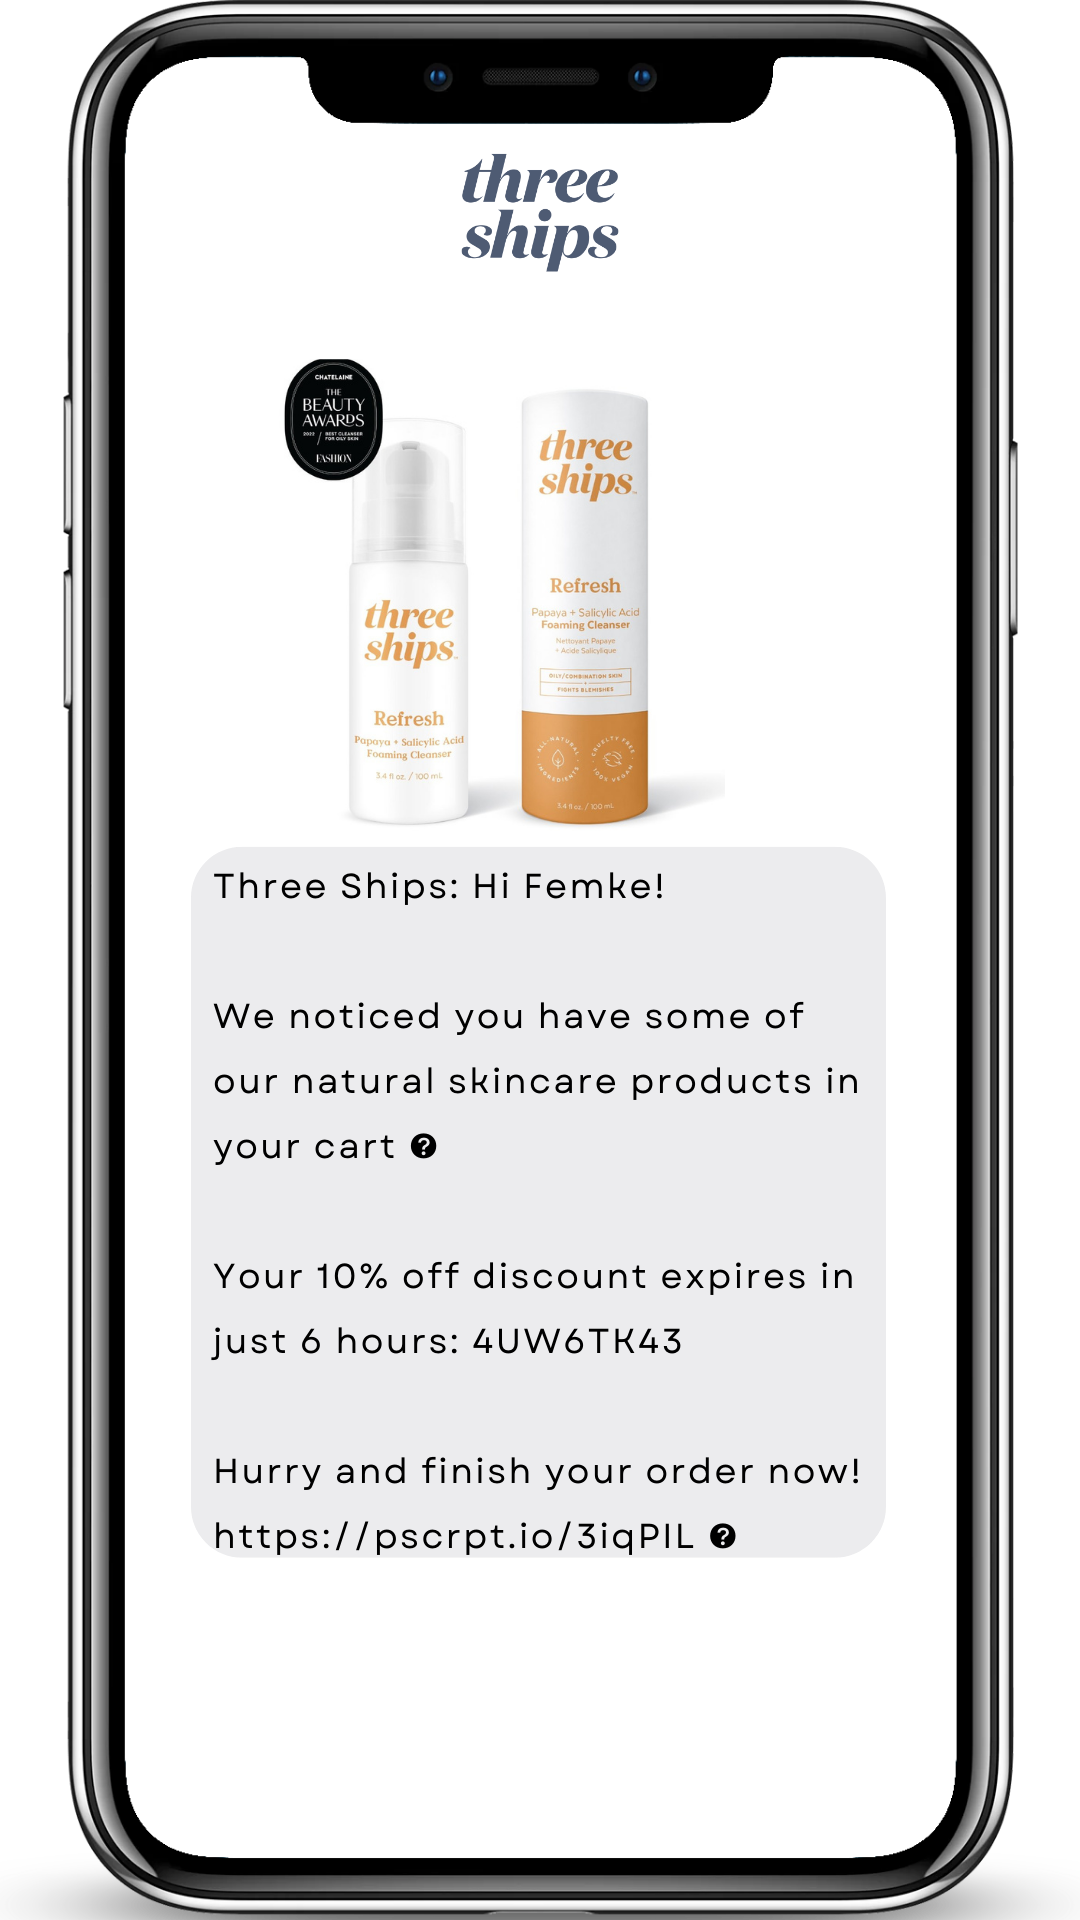 three
ships
CHATELAINE
THE
BEAUTY
AWARDS
2022 / BEST CLEANSER
FOR OILY SKIN
FASHION
three
ships
Refresh
Papaya + Salicylic Acid
Foaming Cleanser
3.4 fl oz. / 100 mL
three
ships
Refresh
Papaya + Salicylic Acid
Foaming Cleanser
Nettoyant Papaye
+ Acide Salicylique
OILY/COMBINATION SKIN
+
FIGHTS BLEMISHES
ALL-NATURAL INGREDIENTS
CRUELTY FREE 100% VEGAN
3.4 fl oz. / 100 mL
Three Ships: Hi Femke!
We noticed you have some of
our natural skincare products in
your cart ?
Your 10% off discount expires in
just 6 hours: 4UW6TK43
Hurry and finish your order now!
https://pscrpt.io/3iqPIL ?